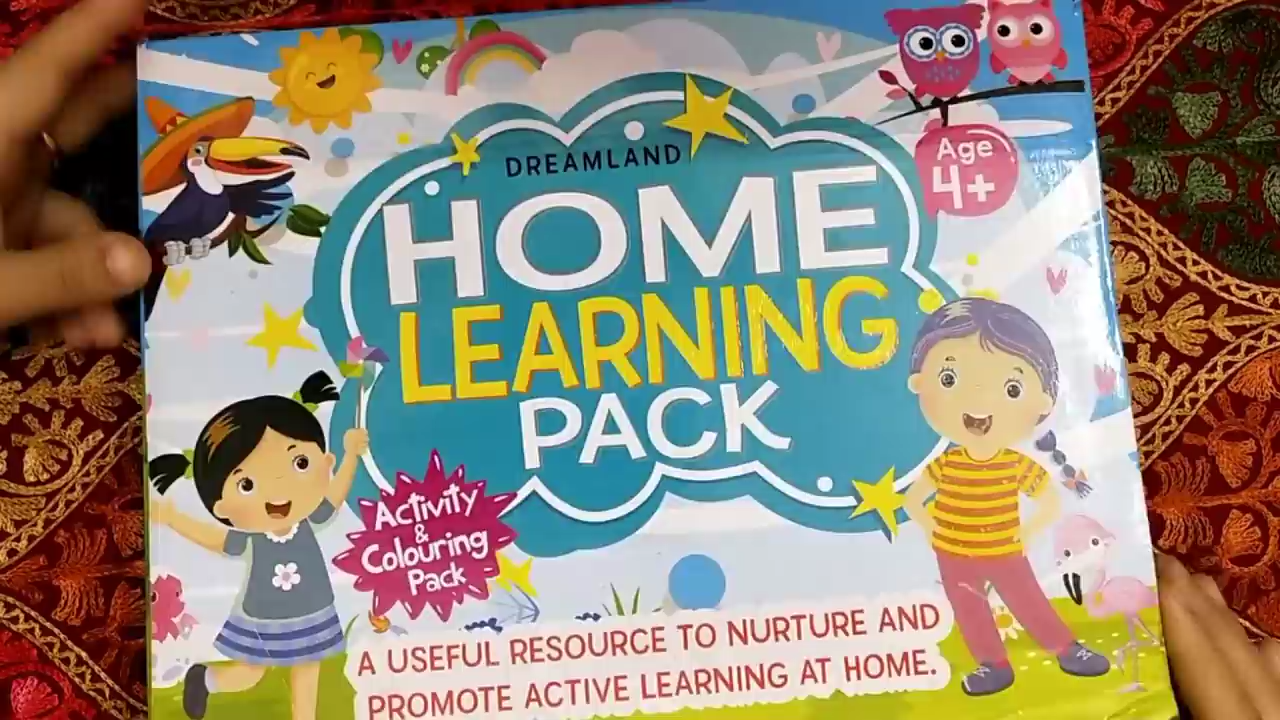 DREAMLAND
HOME
LEARNING
PACK
Age
4+
Activity
&
Colouring
Pack
A USEFUL RESOURCE TO NURTURE AND
PROMOTE ACTIVE LEARNING AT HOME.